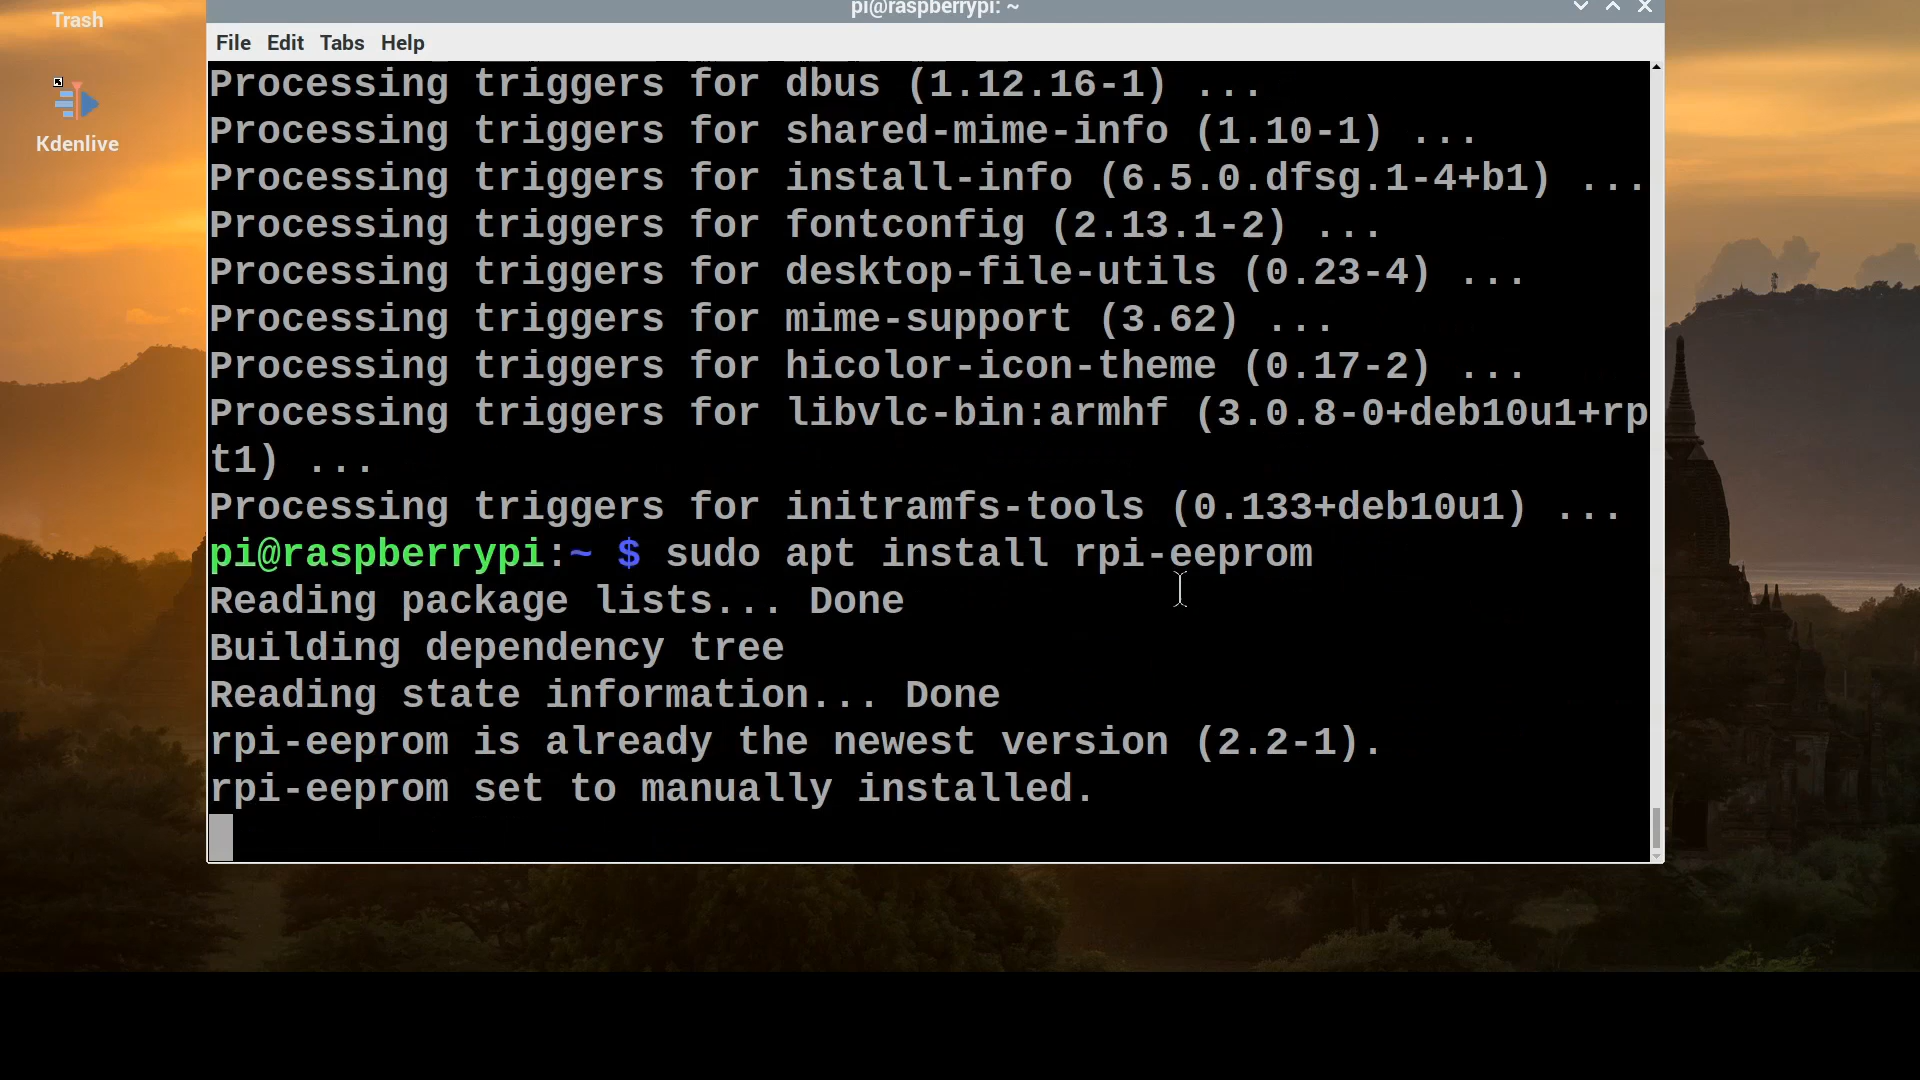 Trash
Kdenlive
pi@raspberrypi: ~
File Edit Tabs Help
Processing triggers for dbus (1.12.16-1) ...
Processing triggers for shared-mime-info (1.10-1) ...
Processing triggers for install-info (6.5.0.dfsg.1-4+b1) ...
Processing triggers for fontconfig (2.13.1-2) ...
Processing triggers for desktop-file-utils (0.23-4) ...
Processing triggers for mime-support (3.62) ...
Processing triggers for hicolor-icon-theme (0.17-2) ...
Processing triggers for libvlc-bin:armhf (3.0.8-0+deb10u1+rp
t1) ...
Processing triggers for initramfs-tools (0.133+deb10u1) ...
pi@raspberrypi:~ $ sudo apt install rpi-eeprom
Reading package lists... Done
Building dependency tree
Reading state information... Done
rpi-eeprom is already the newest version (2.2-1).
rpi-eeprom set to manually installed.